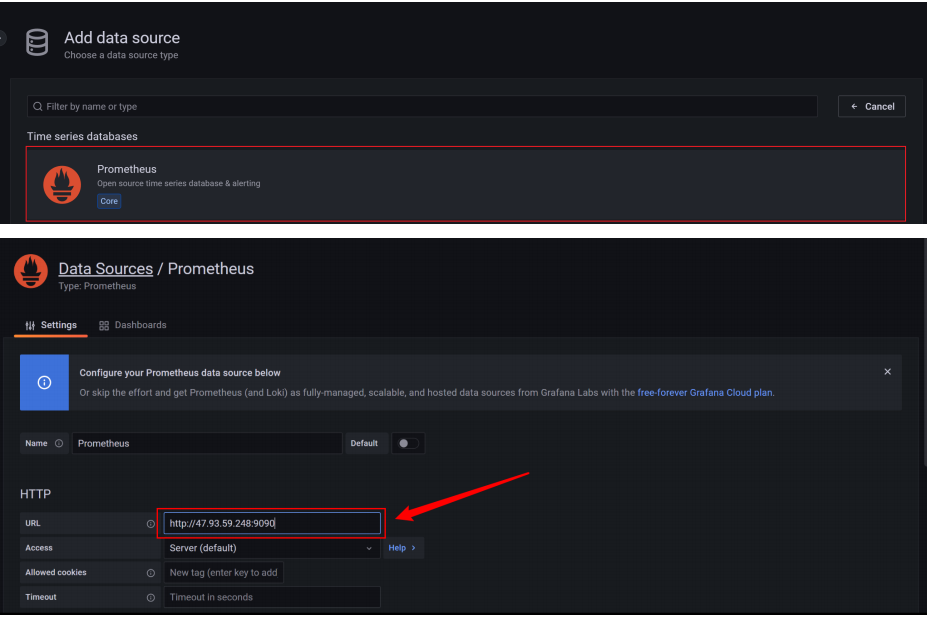 Add data source
Choose a data source type
Filter by name or type
← Cancel
Time series databases
Prometheus
Open source time series database & alerting
Core
Data Sources / Prometheus
Type: Prometheus
Settings
Dashboards
Configure your Prometheus data source below
Or skip the effort and get Prometheus (and Loki) as fully-managed, scalable, and hosted data sources from Grafana Labs with the free-forever Grafana Cloud plan.
Name Prometheus Default
HTTP
URL http://47.93.59.248:9090
Access Server (default) Help >
Allowed cookies New tag (enter key to add
Timeout Timeout in seconds